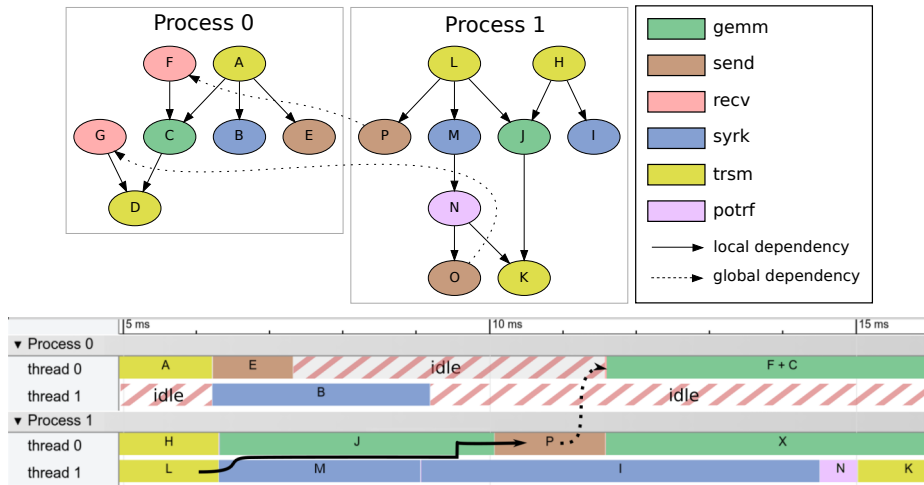 Process 0
Process 1
F
A
L
H
G
C
B
E
P
M
J
I
D
N
O
K
gemm
send
recv
syrk
trsm
potrf
local dependency
global dependency
5 ms
10 ms
15 ms
▼ Process 0
thread 0
A
E
idle
F + C
thread 1
idle
B
idle
▼ Process 1
thread 0
H
J
P
X
thread 1
L
M
I
N
K